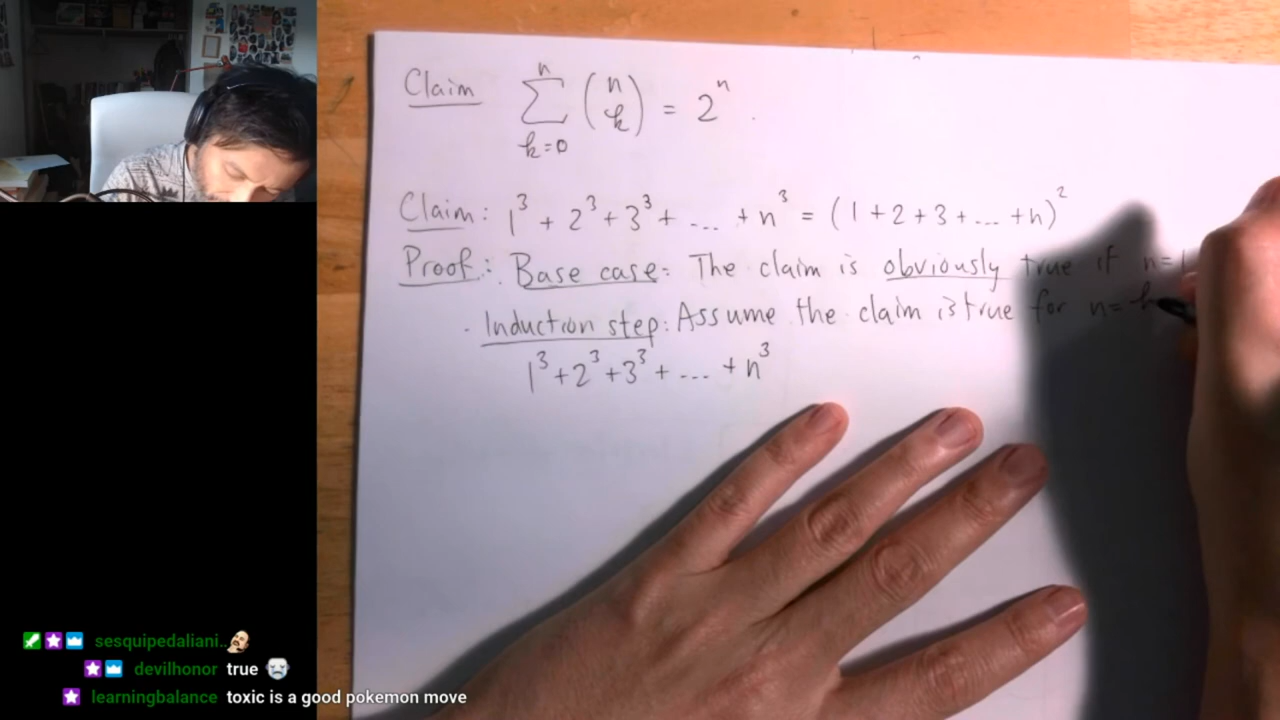 Claim ∑_{k=0}^{n} \binom{n}{k} = 2^n .
Claim: 1^3 + 2^3 + 3^3 + ... + n^3 = (1 + 2 + 3 + ... + n)^2
Proof: Base case: The claim is obviously true if n=1
Induction step: Assume the claim is true for n= k
1^3 + 2^3 + 3^3 + ... + n^3
sesquipedaliani..
devilhonor true
learningbalance toxic is a good pokemon move